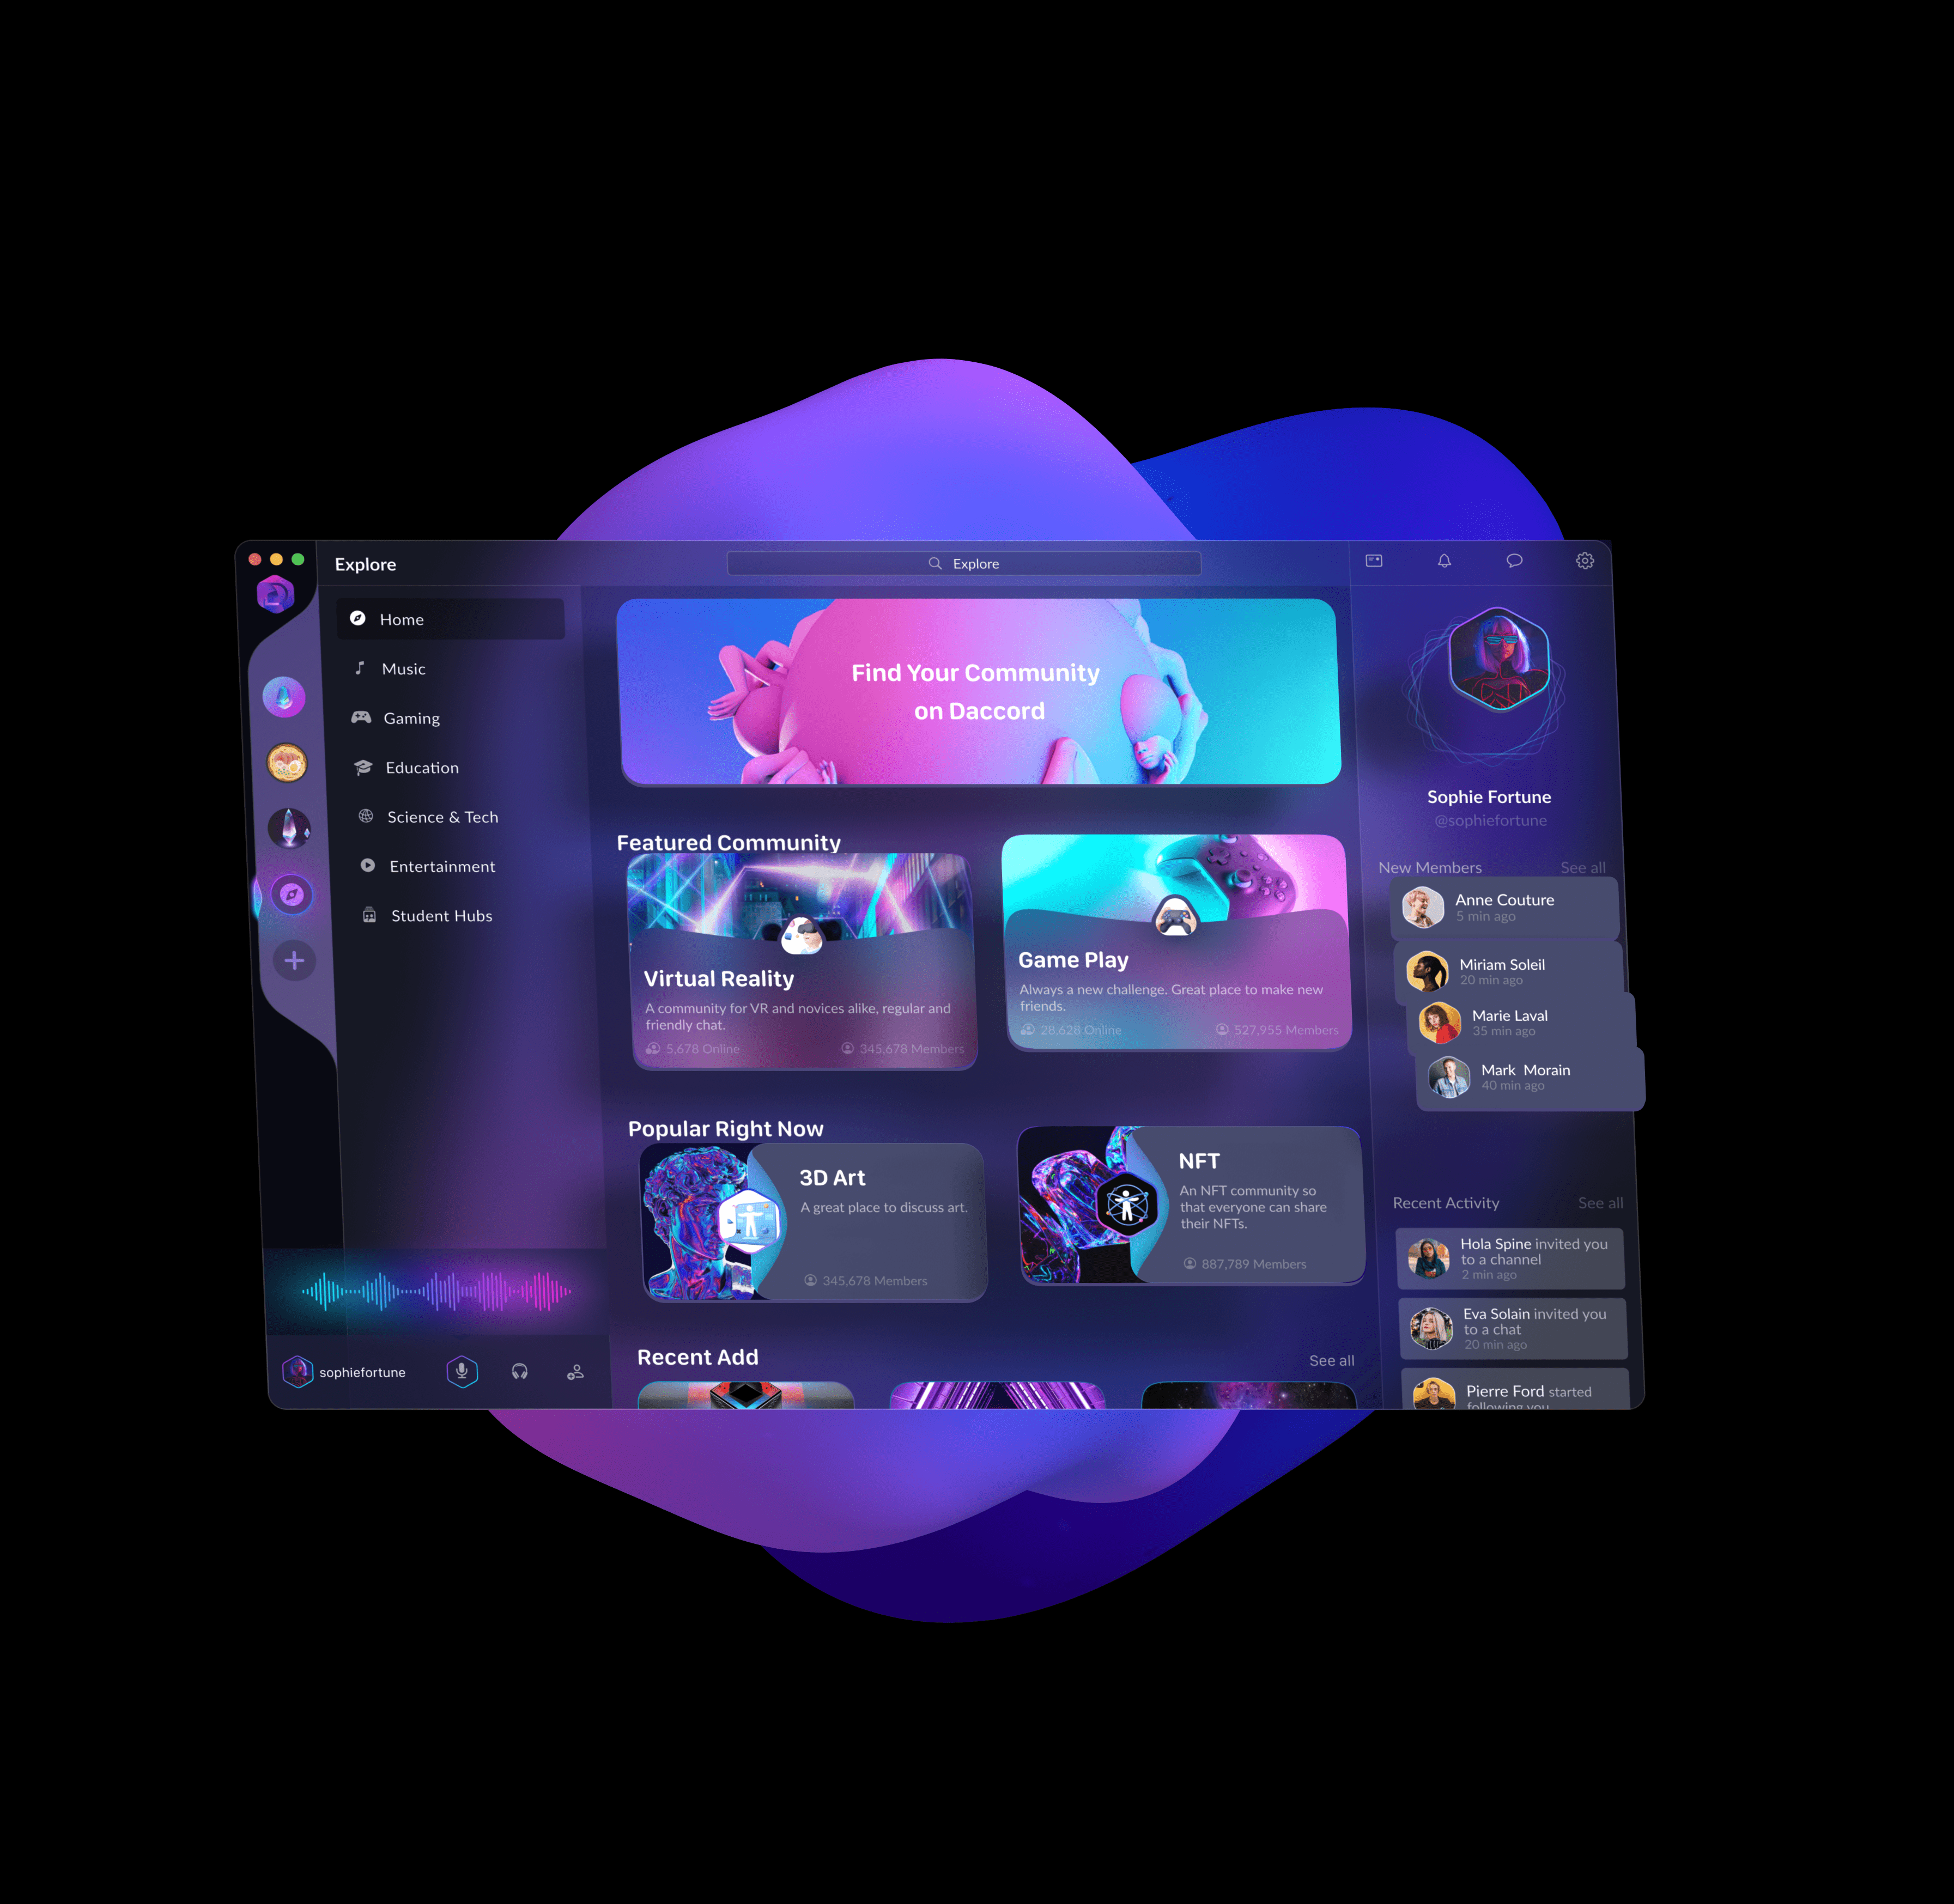 Explore
Explore
Home
Music
Gaming
Education
Science & Tech
Entertainment
Student Hubs
sophiefortune
Find Your Community
on Daccord
Featured Community
Virtual Reality
A community for VR and novices alike, regular and
friendly chat.
5,678 Online
345,678 Members
Game Play
Always a new challenge. Great place to make new
friends.
28,628 Online
527,955 Members
Popular Right Now
3D Art
A great place to discuss art.
345,678 Members
NFT
An NFT community so
that everyone can share
their NFTs.
887,789 Members
Recent Add
See all
Sophie Fortune
@sophiefortune
New Members
See all
Anne Couture
5 min ago
Miriam Soleil
20 min ago
Marie Laval
35 min ago
Mark Morain
40 min ago
Recent Activity
See all
Hola Spine invited you
to a channel
2 min ago
Eva Solain invited you
to a chat
20 min ago
Pierre Ford started
following you